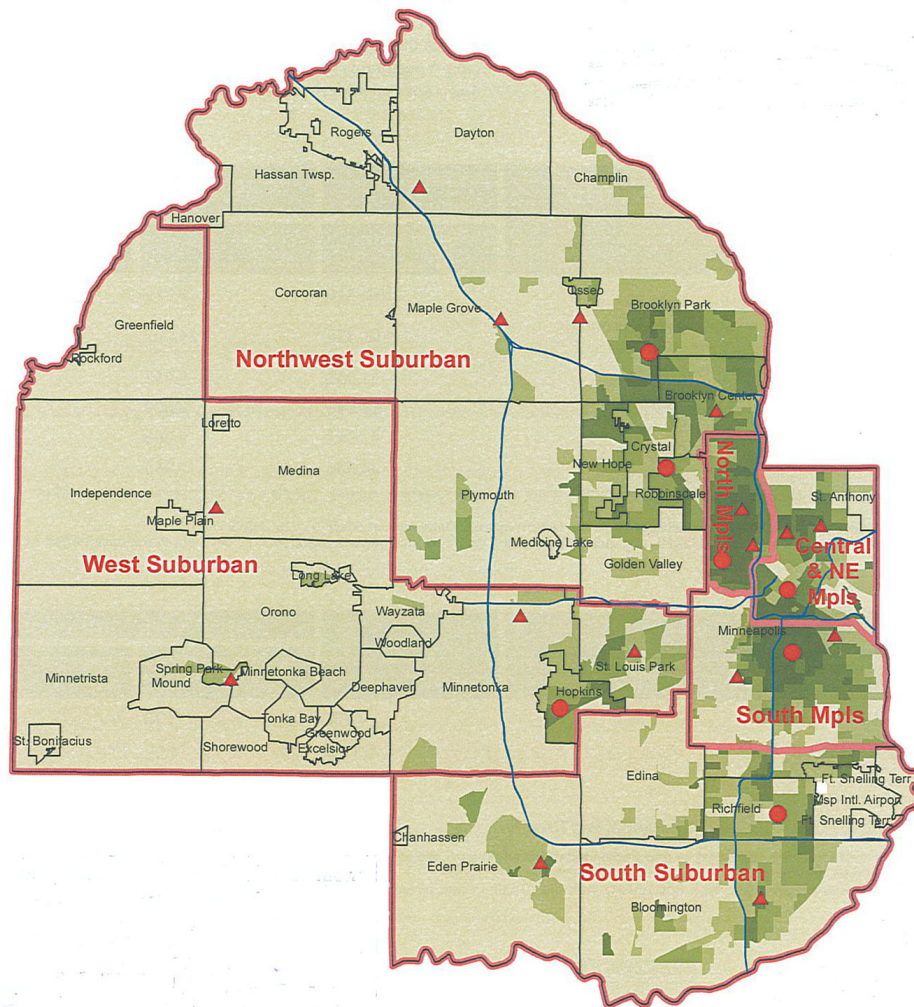 Rogers
Dayton
Hassan Twsp.
Champlin
Hanover
Corcoran
Maple Grove
Osseo
Brooklyn Park
Greenfield
Rockford
Northwest Suburban
Brooklyn Center
Loretto
Medina
Crystal
New Hope
Robbinsdale
North Mpls
Independence
Maple Plain
Plymouth
St. Anthony
Medicine Lake
Golden Valley
Central
& NE
Mpls
West Suburban
Long Lake
Orono
Wayzata
Woodland
Minneapolis
Minnetrista
Spring Park
Mound
Minnetonka Beach
Deephaven
Minnetonka
Hopkins
St. Louis Park
South Mpls
Tonka Bay
Greenwood
Excelsior
Shorewood
St. Bonifacius
Edina
Richfield
Ft. Snelling Terr.
Msp Intl. Airport
Ft. Snelling Terr.
Chanhassen
Eden Prairie
South Suburban
Bloomington